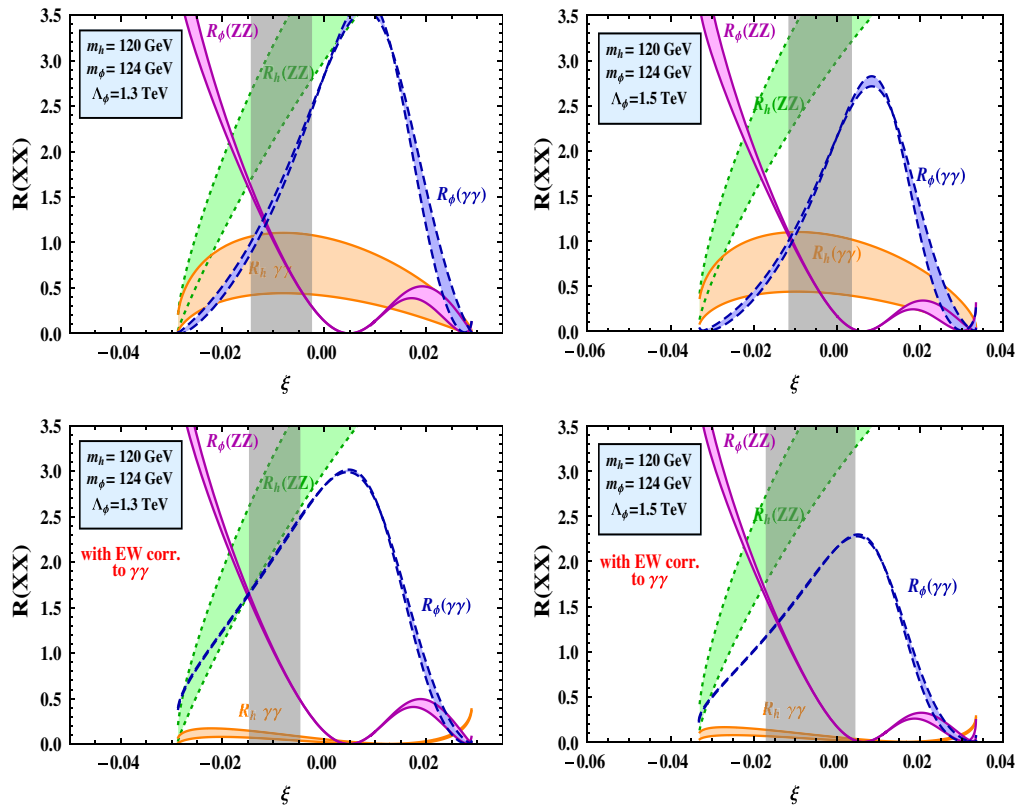 R(XX)
3.5
3.0
2.5
2.0
1.5
1.0
0.5
0.0
m_h = 120 GeV
m_ϕ = 124 GeV
Λ_ϕ=1.3 TeV
R_ϕ(ZZ)
R_h(ZZ)
R_ϕ(γγ)
R_h γγ
−0.04 −0.02 0.00 0.02
ξ
R(XX)
3.5
3.0
2.5
2.0
1.5
1.0
0.5
0.0
m_h = 120 GeV
m_ϕ = 124 GeV
Λ_ϕ=1.5 TeV
R_ϕ(ZZ)
R_h(ZZ)
R_ϕ(γγ)
R_h(γγ)
−0.06 −0.04 −0.02 0.00 0.02 0.04
ξ
R(XX)
3.5
3.0
2.5
2.0
1.5
1.0
0.5
0.0
m_h = 120 GeV
m_ϕ = 124 GeV
Λ_ϕ=1.3 TeV
R_ϕ(ZZ)
R_h(ZZ)
with EW corr.
to γγ
R_ϕ(γγ)
R_h γγ
−0.04 −0.02 0.00 0.02
ξ
R(XX)
3.5
3.0
2.5
2.0
1.5
1.0
0.5
0.0
m_h = 120 GeV
m_ϕ = 124 GeV
Λ_ϕ=1.5 TeV
R_ϕ(ZZ)
R_h(ZZ)
with EW corr.
to γγ
R_ϕ(γγ)
R_h γγ
−0.06 −0.04 −0.02 0.00 0.02 0.04
ξ